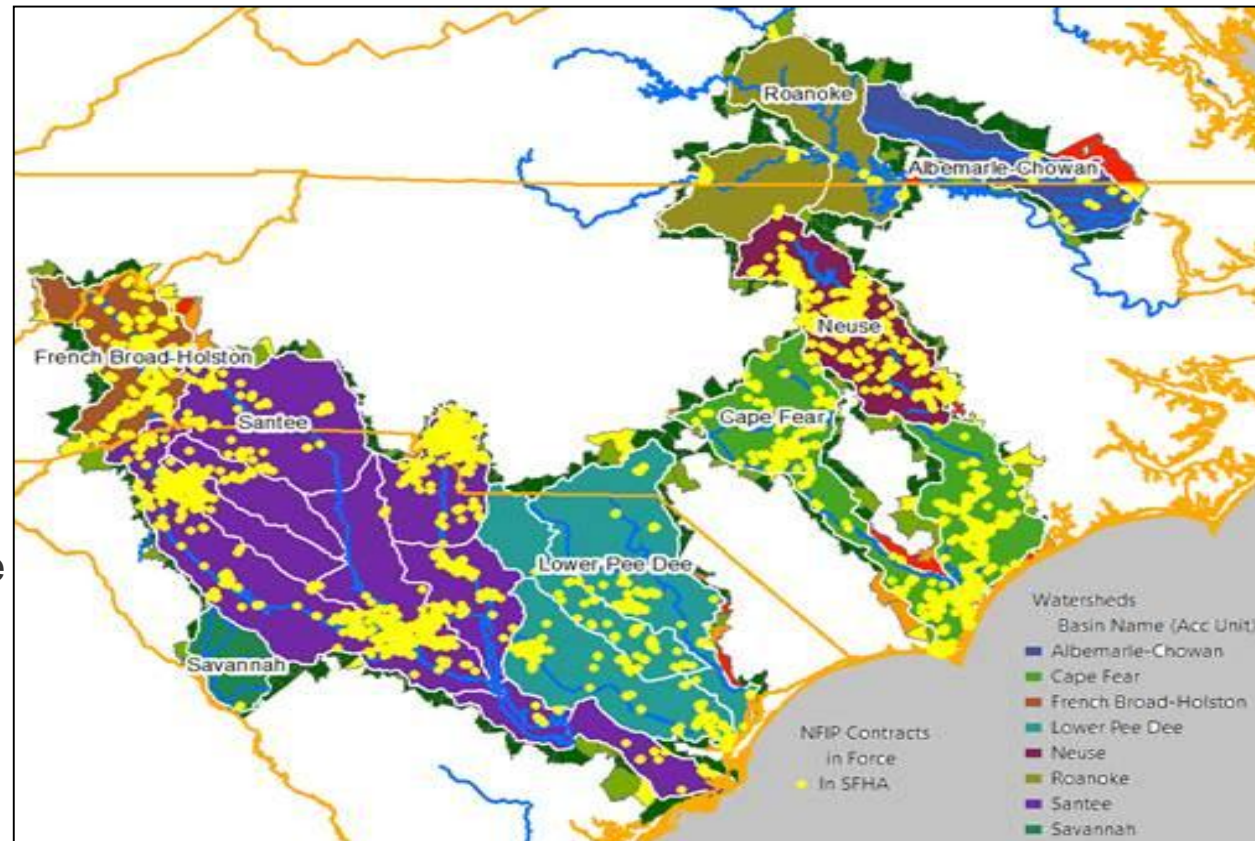 Roanoke
Albemarle-Chowan
French Broad-Holston
Neuse
Santee
Cape Fear
Lower Pee Dee
Savannah
e
NFIP Contracts
in Force
In SFHA
Watersheds
Basin Name (Acc Unit)
Albemarle-Chowan
Cape Fear
French Broad-Holston
Lower Pee Dee
Neuse
Roanoke
Santee
Savannah